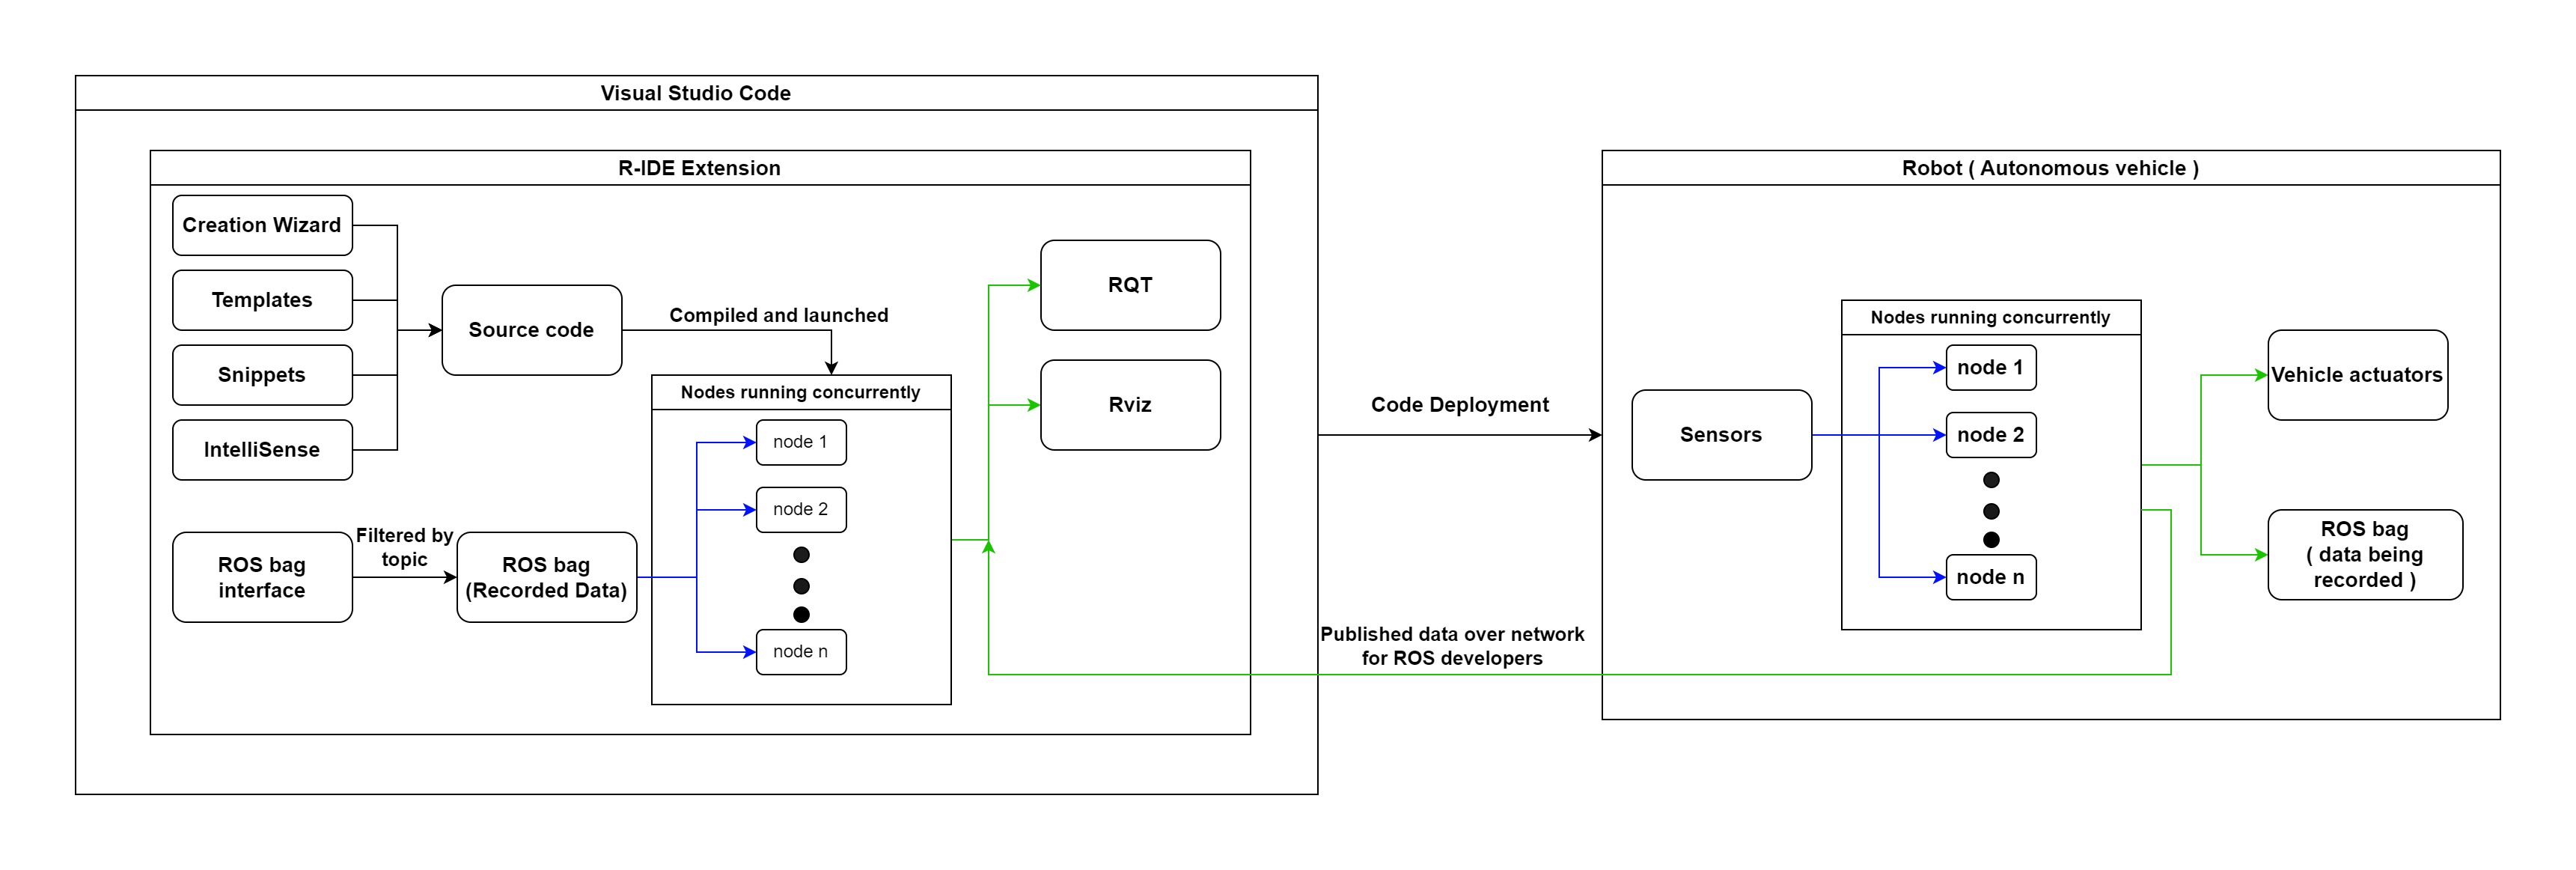 Visual Studio Code
R-IDE Extension
Creation Wizard
Templates
Snippets
IntelliSense
Source code
Compiled and launched
ROS bag
interface
Filtered by
topic
ROS bag
(Recorded Data)
Nodes running concurrently
node 1
node 2
node n
RQT
Rviz
Code Deployment
Published data over network
for ROS developers
Robot ( Autonomous vehicle )
Sensors
Nodes running concurrently
node 1
node 2
node n
Vehicle actuators
ROS bag
( data being
recorded )